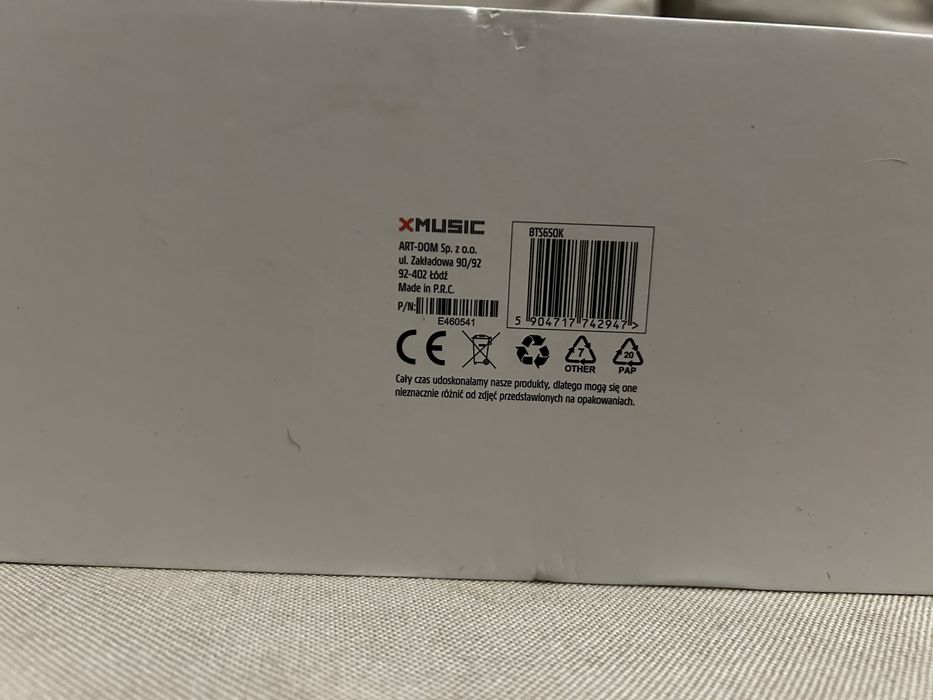 XMUSIC
ART-DOM Sp. z o.o.
ul. Zakładowa 90/92
92-402 Łódź
Made in P.R.C.
P/N:
E460541
BTS650K
5 904717 742947 >
CE
7
OTHER
20
PAP
Cały czas udoskonalamy nasze produkty, dlatego mogą się one
nieznacznie różnić od zdjęć przedstawionych na opakowaniach.